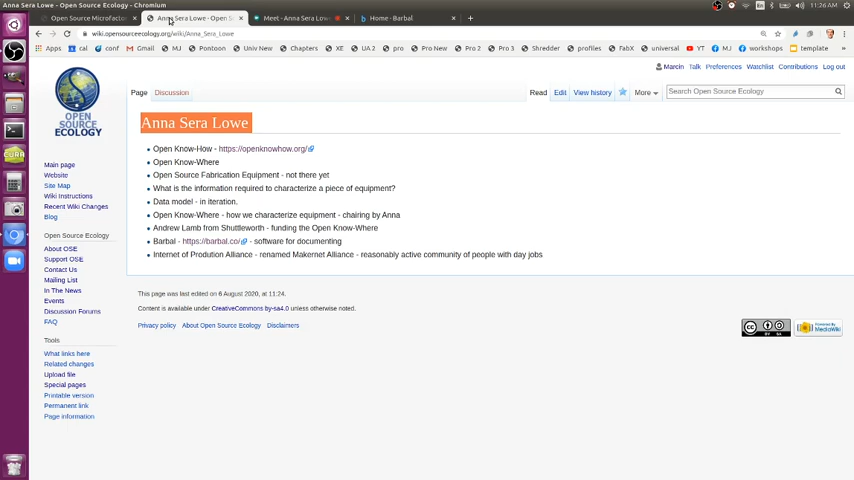 Anna Sera Lowe - Open Source Ecology - Chromium
11:26 AM
Open Source Microfactor
Anna Sera Lowe - Open S
Meet - Anna Sera Low
Home - Barbal
wiki.opensourceecology.org/wiki/Anna_Sera_Lowe
Apps
cal
conf
Gmail
Ponboo
Univ New
Chapters
XE
UA 2
pro
Pro New
Pro 2
Pro 3
Shredder
profiles
FabX
universal
YT
MJ
workshops
template
Marcin Talk Preferences Watchlist Contributions Log out
Page Discussion Read Edit View history More Search Open Source Ecology
OPEN SOURCE
ECOLOGY
Anna Sera Lowe
Open Know-How - https://openknowhow.org/
Open Know-Where
Open Source Fabrication Equipment - not there yet
What is the information required to characterize a piece of equipment?
Data model - in iteration.
Open Know-Where - how we characterize equipment - chairing by Anna
Andrew Lamb from Shuttleworth - funding the Open Know-Where
Barbal - https://barbal.co/ - software for documenting
Internet of Prodution Alliance - renamed Makernet Alliance - reasonably active community of people with day jobs
Main page
Website
Site Map
Wiki Instructions
Recent Wiki Changes
Blog
Open Source Ecology
About OSE
Support OSE
Contact Us
Mailing List
In The News
Events
Discussion Forums
FAQ
Tools
What links here
Related changes
Upload file
Special pages
Printable version
Permanent link
Page information
This page was last edited on 6 August 2020, at 11:24.
Content is available under CreativeCommons by-sa4.0 unless otherwise noted.
Privacy policy About Open Source Ecology Disclaimers
Powered By
MediaWiki
CURA